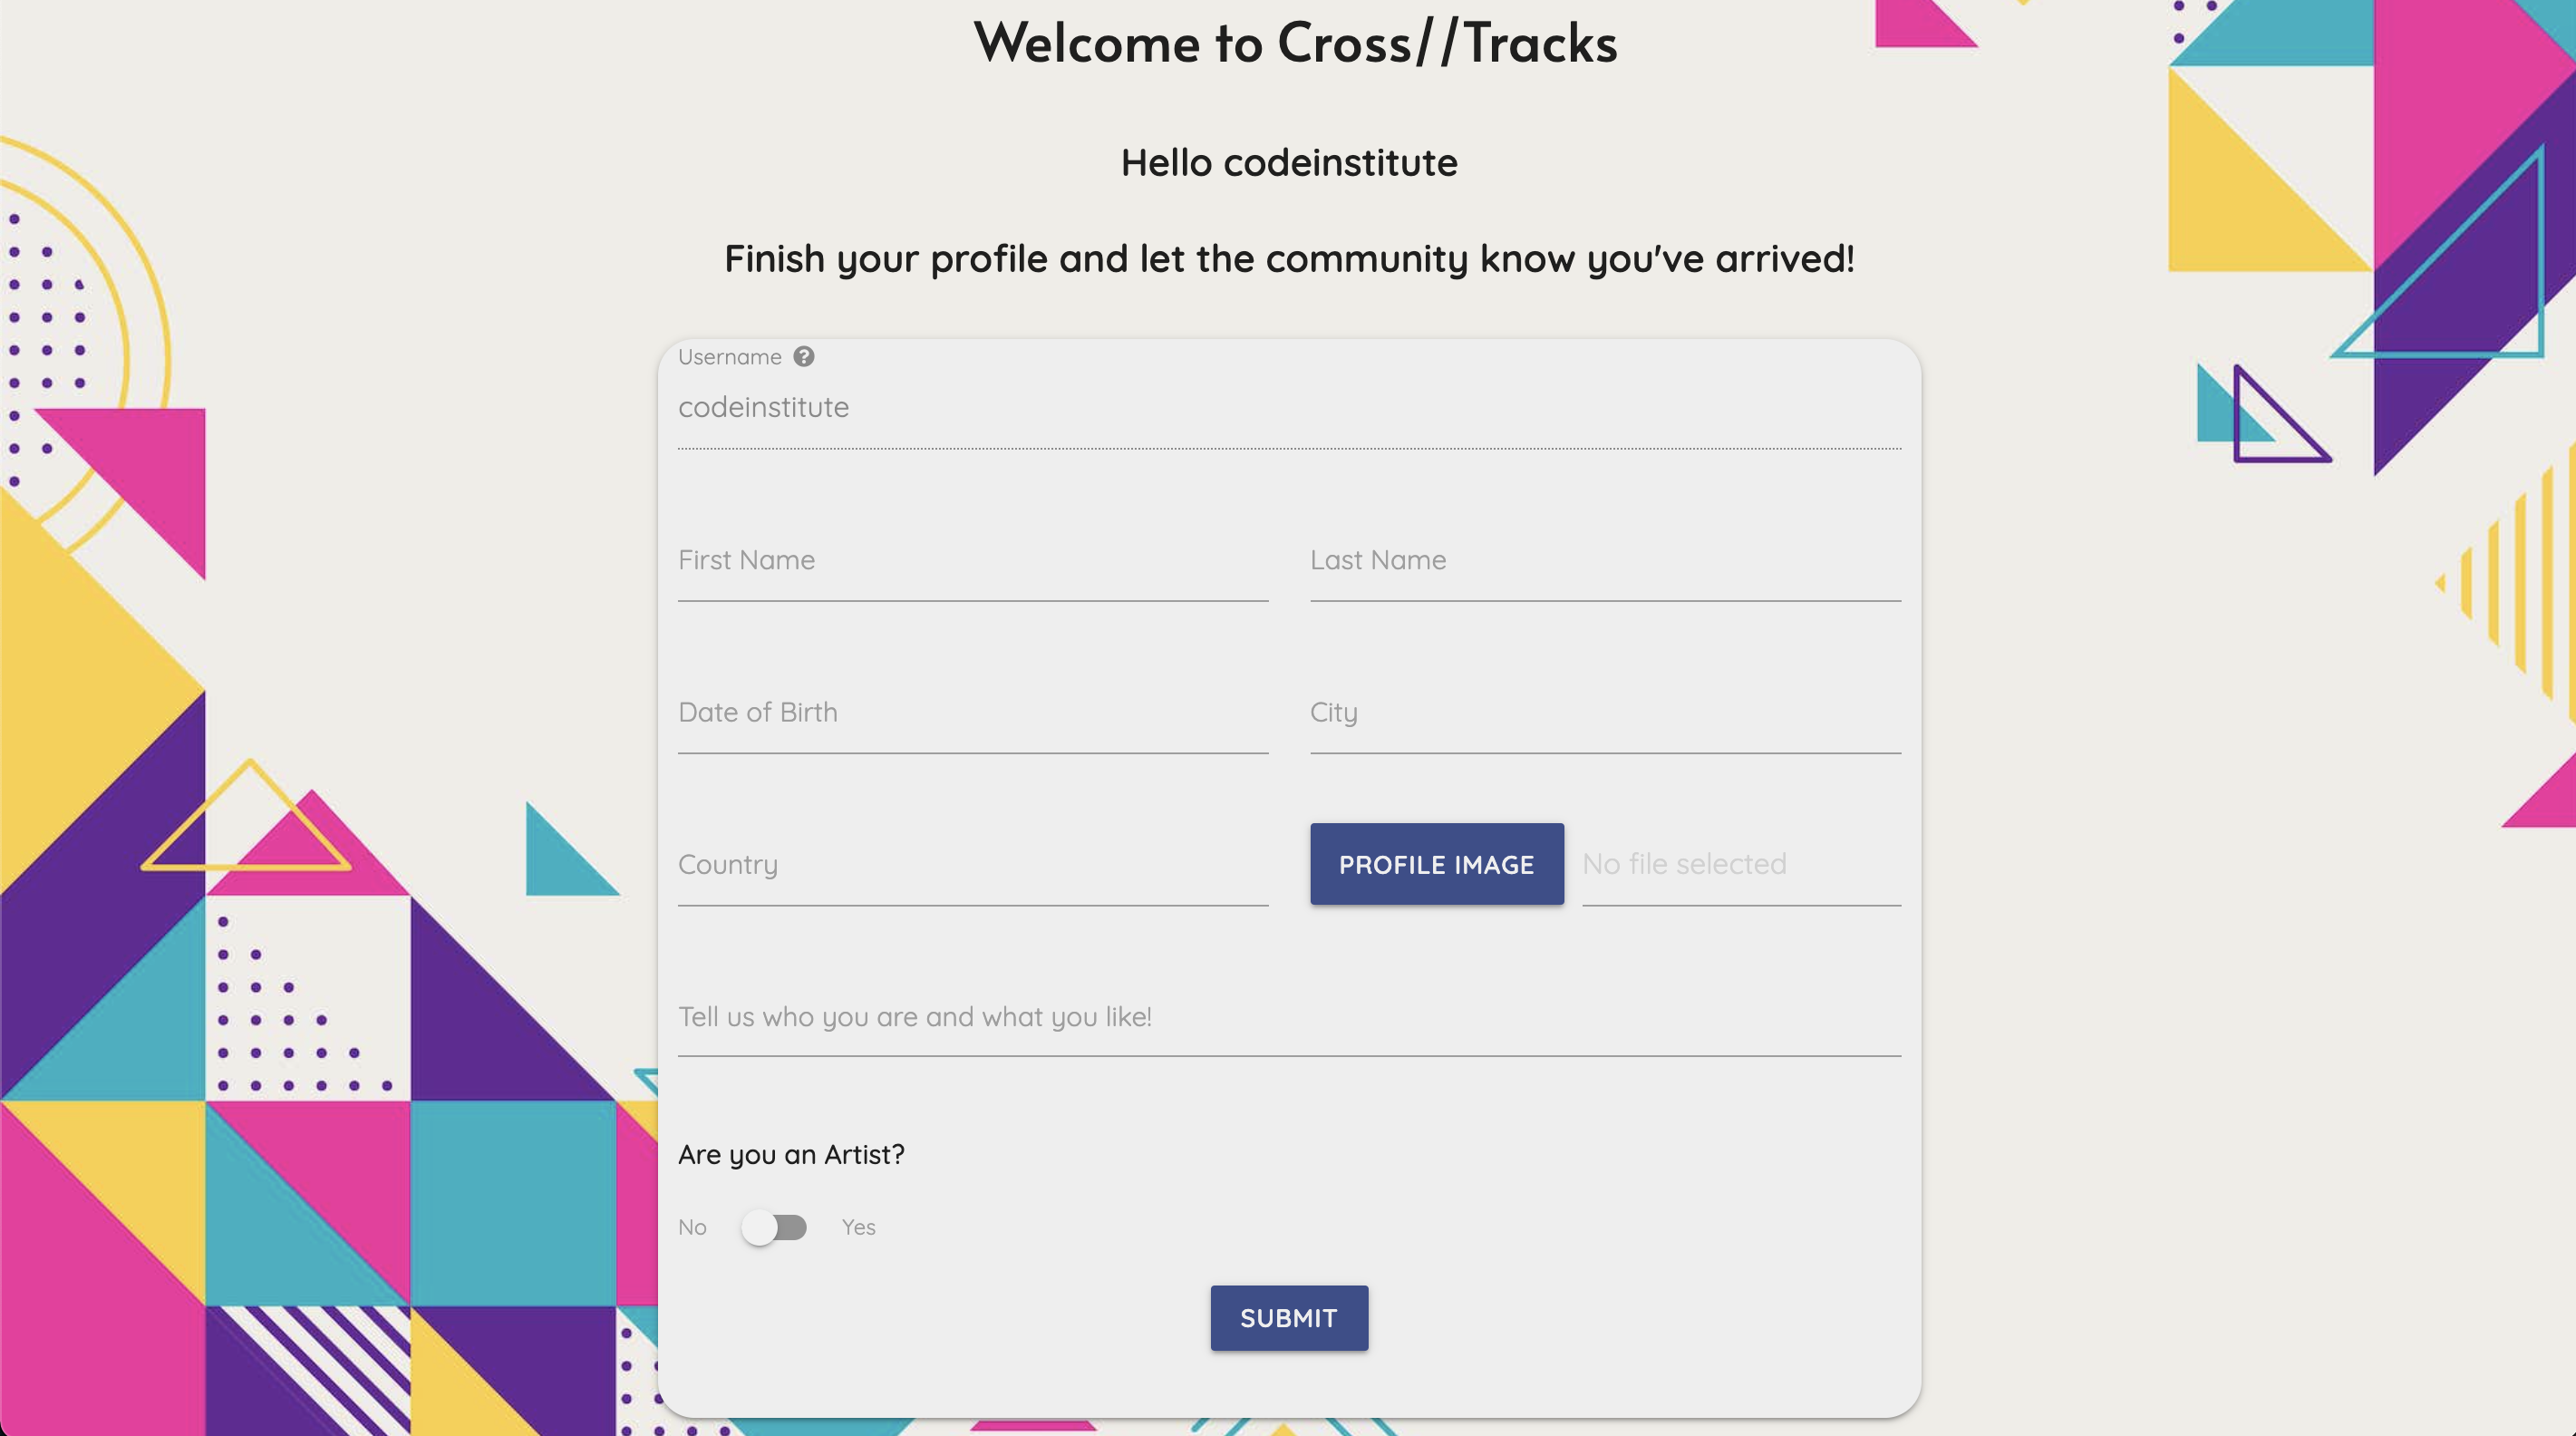 Welcome to Cross//Tracks
Hello codeinstitute
Finish your profile and let the community know you've arrived!
Username ?
codeinstitute
First Name
Last Name
Date of Birth
City
Country
PROFILE IMAGE
No file selected
Tell us who you are and what you like!
Are you an Artist?
No
Yes
SUBMIT